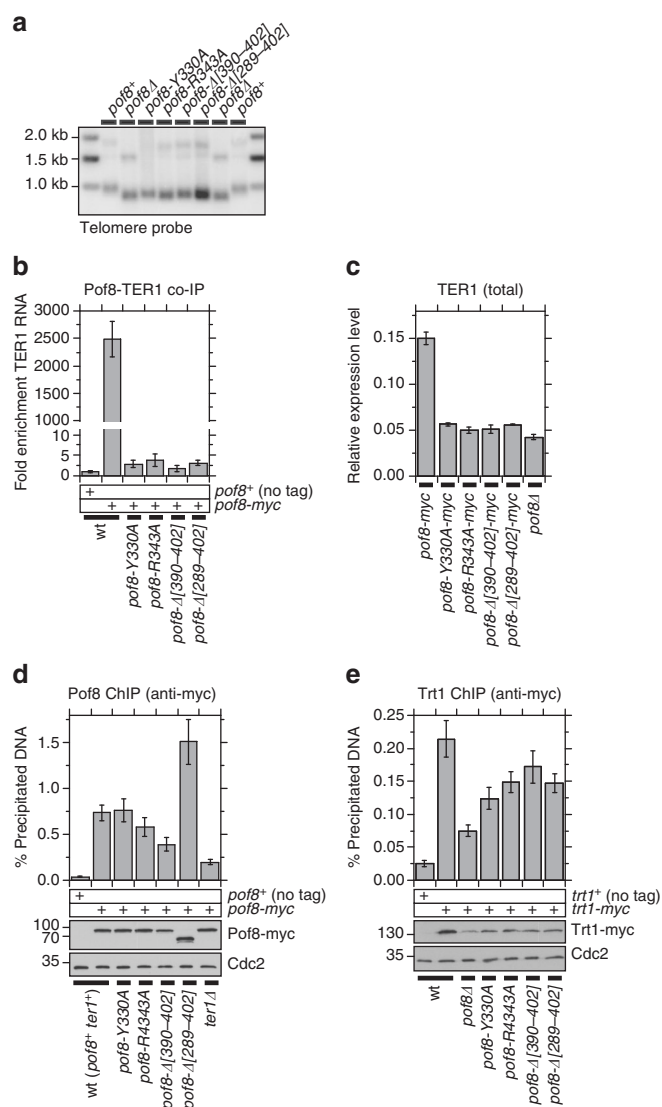 a
pof8+
pof8Δ
pof8-Y330A
pof8-R343A
pof8-Δ[390–402]
pof8-Δ[289–402]
pof8Δ
pof8+
2.0 kb
1.5 kb
1.0 kb
Telomere probe
b
Pof8-TER1 co-IP
Fold enrichment TER1 RNA
3000
2500
2000
1500
1000
10
5
0
+ pof8+ (no tag)
+ + + + + pof8-myc
wt
pof8-Y330A
pof8-R343A
pof8-Δ[390–402]
pof8-Δ[289–402]
c
TER1 (total)
Relative expression level
0.15
0.10
0.05
0.00
pof8-myc
pof8-Y330A-myc
pof8-R343A-myc
pof8-Δ[390–402]-myc
pof8-Δ[289–402]-myc
pof8Δ
d
Pof8 ChIP (anti-myc)
% Precipitated DNA
1.5
1.0
0.5
0.0
+ pof8+ (no tag)
+ + + + + + pof8-myc
100
70
Pof8-myc
35
Cdc2
wt (pof8+ ter1+)
pof8-Y330A
pof8-R4343A
pof8-Δ[390–402]
pof8-Δ[289–402]
ter1Δ
e
Trt1 ChIP (anti-myc)
% Precipitated DNA
0.25
0.20
0.15
0.10
0.05
0.00
+ trt1+ (no tag)
+ + + + + + trt1-myc
130
Trt1-myc
35
Cdc2
wt
pof8Δ
pof8-Y330A
pof8-R4343A
pof8-Δ[390–402]
pof8-Δ[289–402]